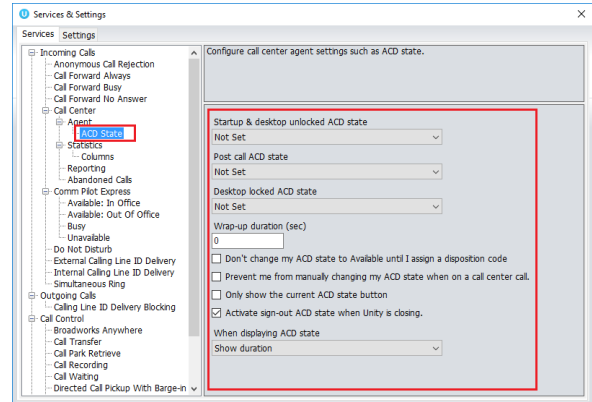 Services & Settings
Services Settings
Incoming Calls
Anonymous Call Rejection
Call Forward Always
Call Forward Busy
Call Forward No Answer
Call Center
Agent
ACD State
Statistics
Columns
Reporting
Abandoned Calls
Comm Pilot Express
Available: In Office
Available: Out Of Office
Busy
Unavailable
Do Not Disturb
External Calling Line ID Delivery
Internal Calling Line ID Delivery
Simultaneous Ring
Outgoing Calls
Calling Line ID Delivery Blocking
Call Control
Broadworks Anywhere
Call Transfer
Call Park Retrieve
Call Recording
Call Waiting
Directed Call Pickup With Barge-in
Configure call center agent settings such as ACD state.
Startup & desktop unlocked ACD state
Not Set
Post call ACD state
Not Set
Desktop locked ACD state
Not Set
Wrap-up duration (sec)
0
Don't change my ACD state to Available until I assign a disposition code
Prevent me from manually changing my ACD state when on a call center call.
Only show the current ACD state button
Activate sign-out ACD state when Unity is closing.
When displaying ACD state
Show duration